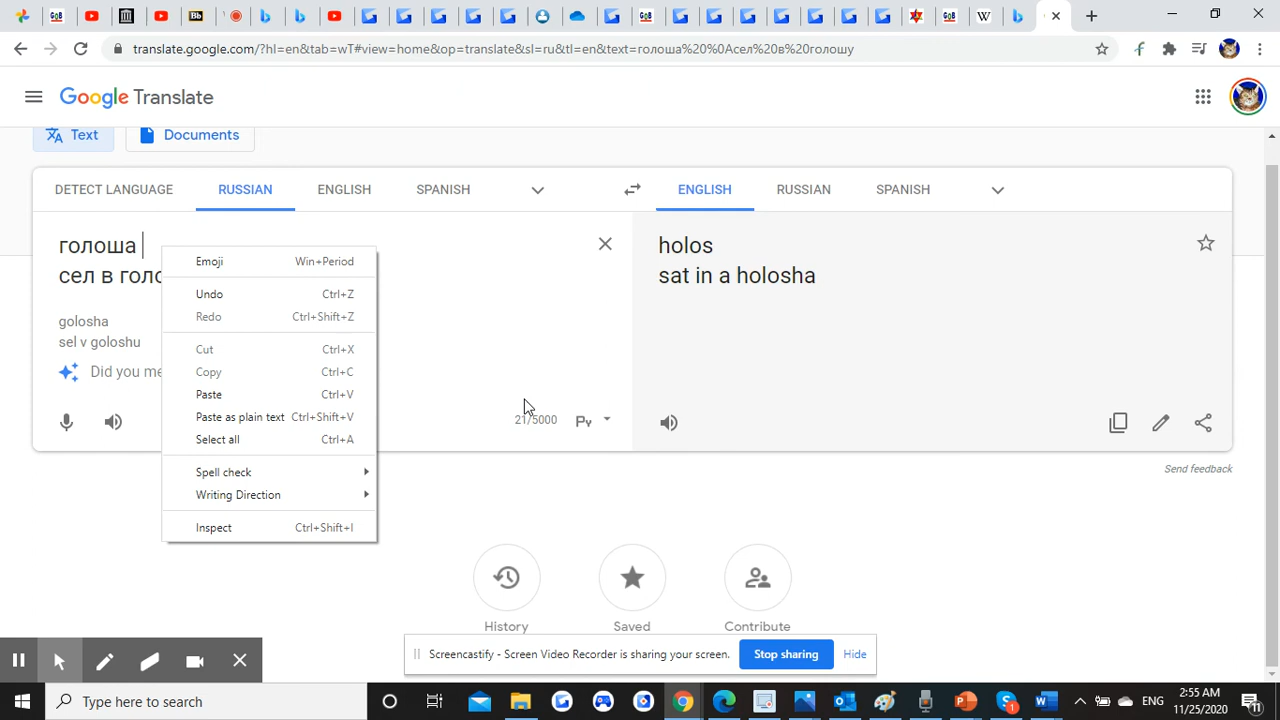 translate.google.com/?hl=en&tab=wT#view=home&op=translate&sl=ru&tl=en&text=голоша%20%0Aсел%20в%20голошу
Google Translate
Text
Documents
DETECT LANGUAGE
RUSSIAN
ENGLISH
SPANISH
ENGLISH
RUSSIAN
SPANISH
голоша
сел в голо
golosha
sel v goloshu
Did you me
21/5000
Ру
holos
sat in a holosha
Emoji Win+Period
Undo Ctrl+Z
Redo Ctrl+Shift+Z
Cut Ctrl+X
Copy Ctrl+C
Paste Ctrl+V
Paste as plain text Ctrl+Shift+V
Select all Ctrl+A
Spell check
Writing Direction
Inspect Ctrl+Shift+I
Send feedback
History
Saved
Contribute
Screencastify - Screen Video Recorder is sharing your screen.
Stop sharing
Hide
Type here to search
ENG
2:55 AM
11/25/2020